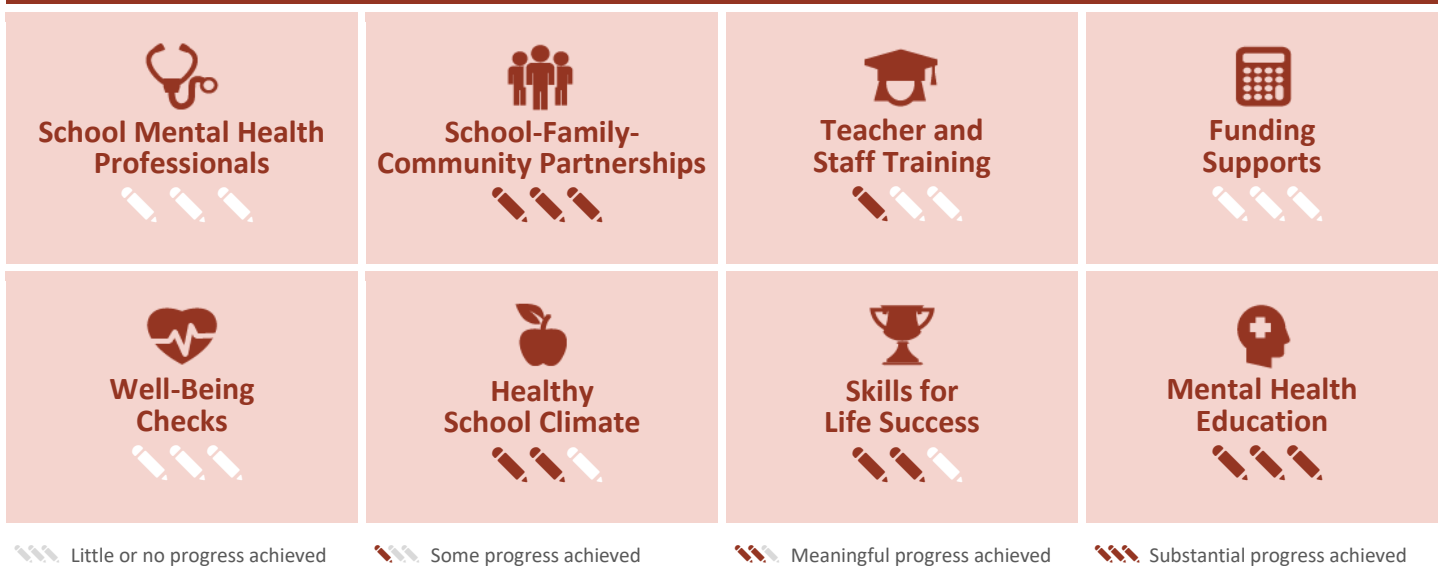 School Mental Health
Professionals
School-Family-
Community Partnerships
Teacher and
Staff Training
Funding
Supports
Well-Being
Checks
Healthy
School Climate
Skills for
Life Success
Mental Health
Education
Little or no progress achieved
Some progress achieved
Meaningful progress achieved
Substantial progress achieved